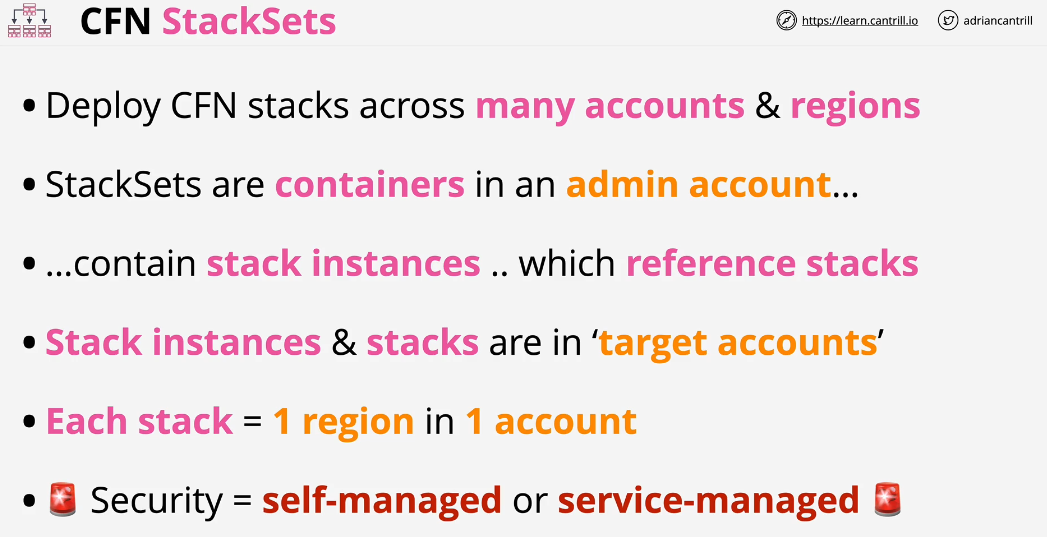 CFN StackSets
https://learn.cantrill.io
adriancantrill
• Deploy CFN stacks across many accounts & regions
• StackSets are containers in an admin account...
• ...contain stack instances .. which reference stacks
• Stack instances & stacks are in ‘target accounts’
• Each stack = 1 region in 1 account
• 🚨 Security = self-managed or service-managed 🚨